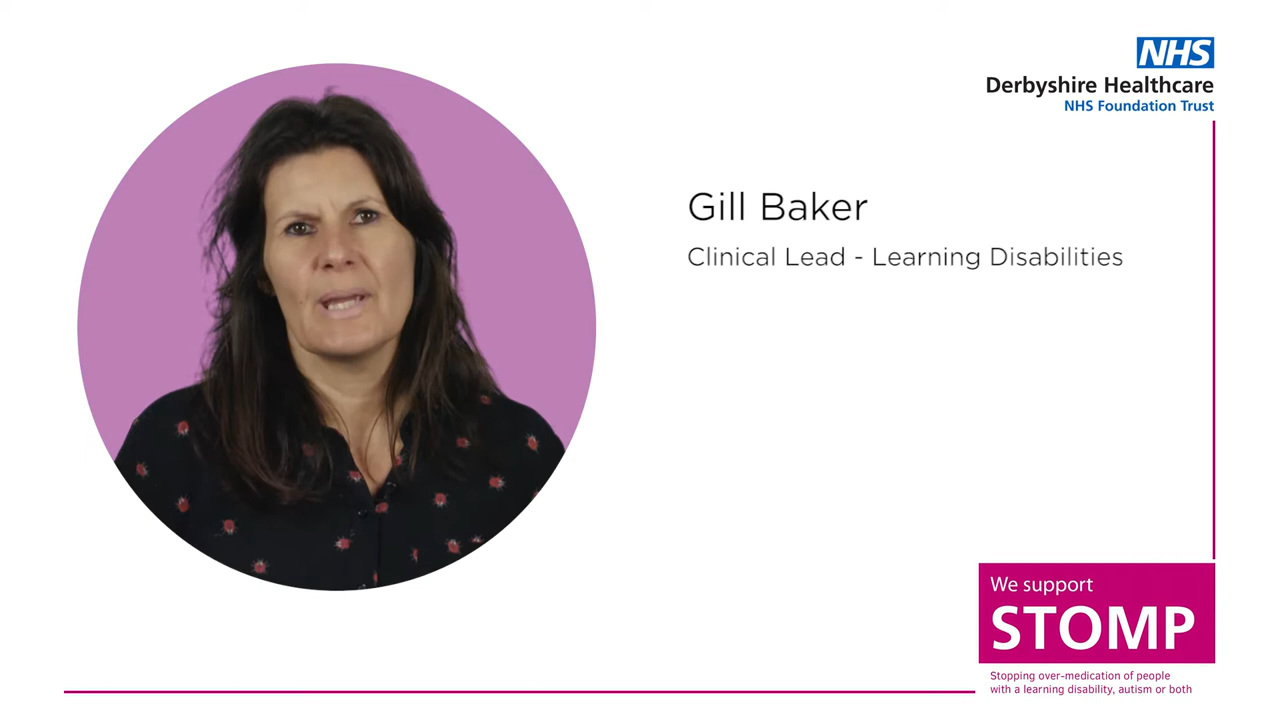 NHS
Derbyshire Healthcare
NHS Foundation Trust
Gill Baker
Clinical Lead - Learning Disabilities
We support
STOMP
Stopping over-medication of people
with a learning disability, autism or both